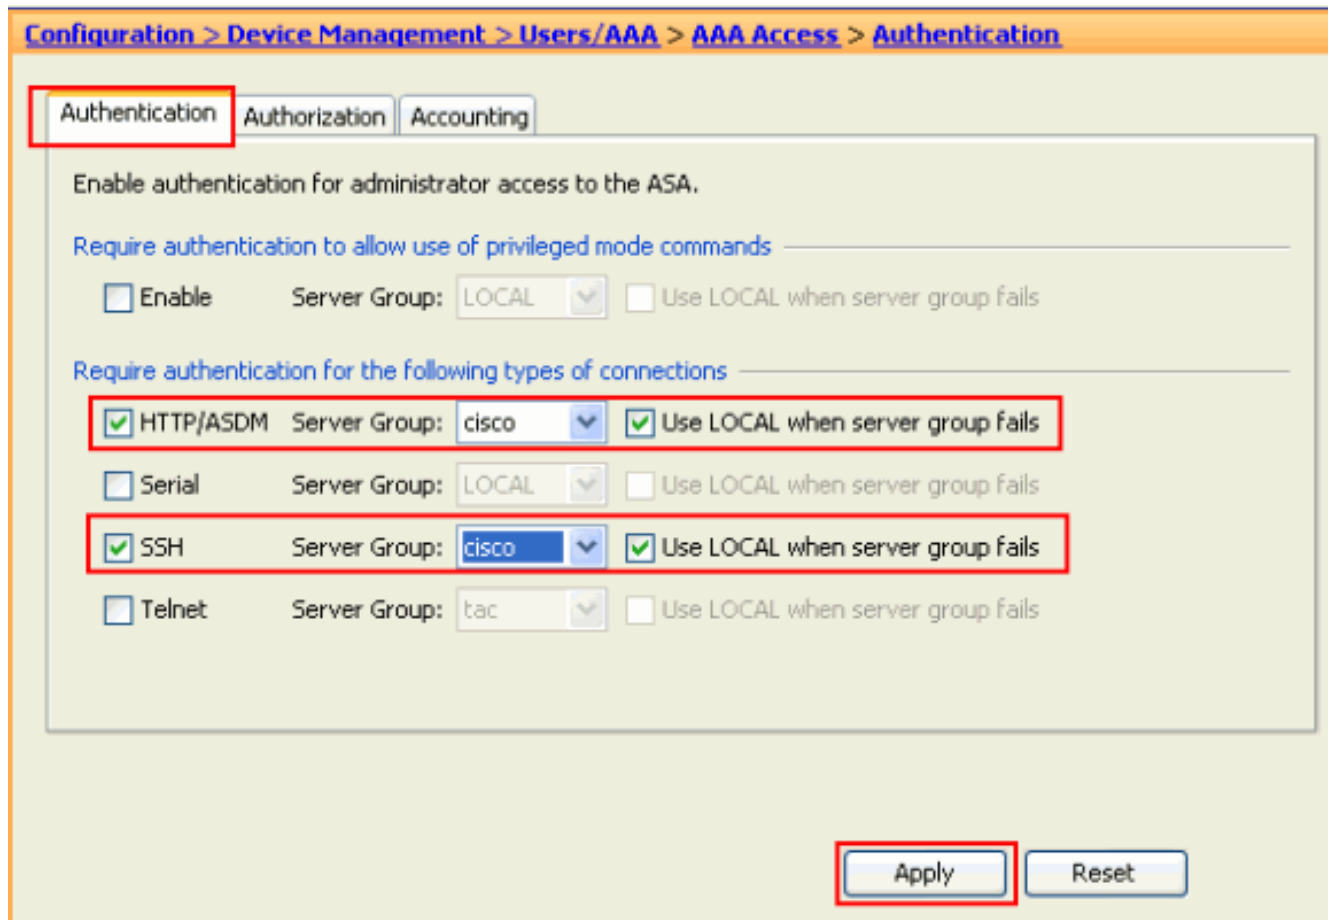 Configuration > Device Management > Users/AAA > AAA Access > Authentication
Authentication Authorization Accounting
Enable authentication for administrator access to the ASA.
Require authentication to allow use of privileged mode commands
Enable Server Group: LOCAL Use LOCAL when server group fails
Require authentication for the following types of connections
HTTP/ASDM Server Group: cisco Use LOCAL when server group fails
Serial Server Group: LOCAL Use LOCAL when server group fails
SSH Server Group: cisco Use LOCAL when server group fails
Telnet Server Group: tac Use LOCAL when server group fails
Apply Reset